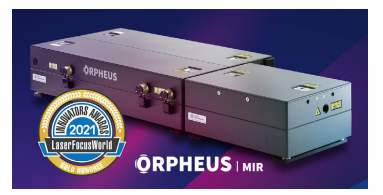 ORPHEUS
INNOVATORS AWARDS
2021
LaserFocusWorld
GOLD HONOREE
ORPHEUS | MIR